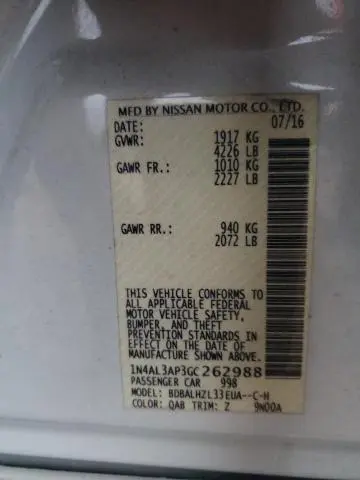 MFD BY NISSAN MOTOR CO., LTD.
DATE: 07/16
GVWR: 1917 KG
4226 LB
GAWR FR.: 1010 KG
2227 LB
GAWR RR.: 940 KG
2072 LB
THIS VEHICLE CONFORMS TO
ALL APPLICABLE FEDERAL
MOTOR VEHICLE SAFETY,
BUMPER, AND THEFT
PREVENTION STANDARDS IN
EFFECT ON THE DATE OF
MANUFACTURE SHOWN ABOVE.
1N4AL3AP3GC262988
PASSENGER CAR 998
MODEL: BDBALHZL33EUA--C-H
COLOR: QAB TRIM: Z 9N00A